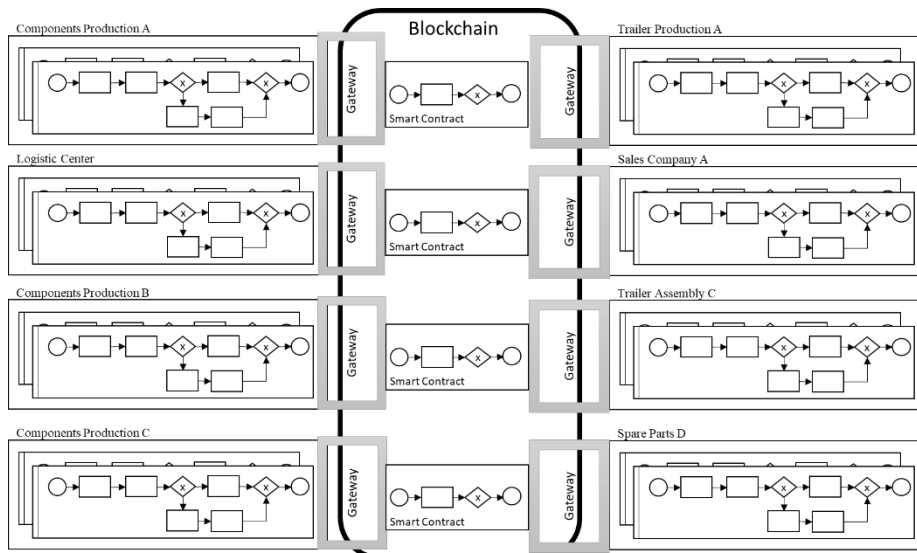 Blockchain
Components Production A
Gateway
Smart Contract
Gateway
Trailer Production A
x
x
x
x
x
Logistic Center
Gateway
Smart Contract
Gateway
Sales Company A
x
x
x
x
x
Components Production B
Gateway
Smart Contract
Gateway
Trailer Assembly C
x
x
x
x
x
Components Production C
Gateway
Smart Contract
Gateway
Spare Parts D
x
x
x
x
x